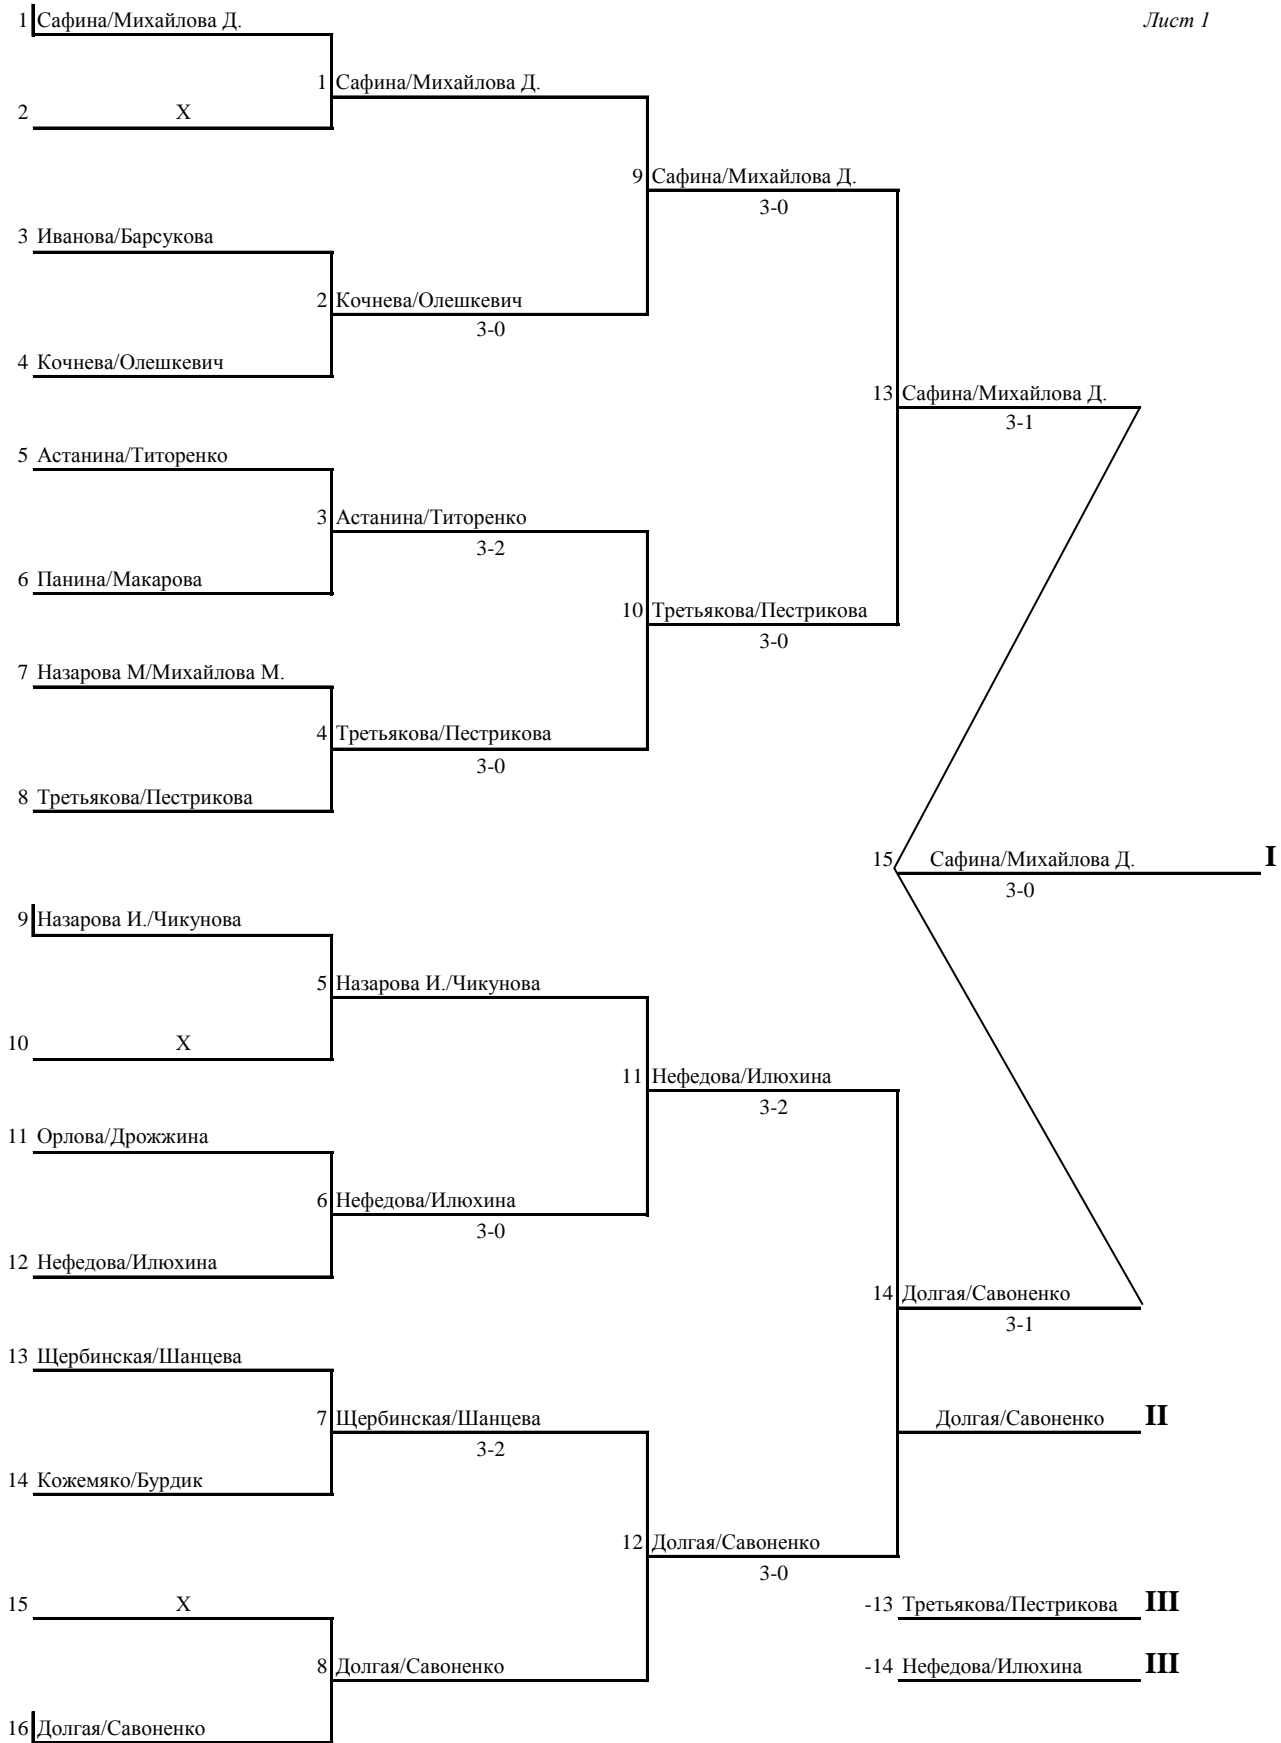 1 Сафина/Михайлова Д. Лист 1
1 Сафина/Михайлова Д.
2 X
9 Сафина/Михайлова Д.
3-0
3 Иванова/Барсукова
2 Кочнева/Олешкевич
3-0
4 Кочнева/Олешкевич
13 Сафина/Михайлова Д.
3-1
5 Астанина/Титоренко
3 Астанина/Титоренко
3-2
6 Панина/Макарова
10 Третьякова/Пестрикова
3-0
7 Назарова М/Михайлова М.
4 Третьякова/Пестрикова
3-0
8 Третьякова/Пестрикова
15 Сафина/Михайлова Д. I
3-0
9 Назарова И./Чикунова
5 Назарова И./Чикунова
10 X
11 Нефедова/Илюхина
3-2
11 Орлова/Дрожжина
6 Нефедова/Илюхина
3-0
12 Нефедова/Илюхина
14 Долгая/Савоненко
3-1
13 Щербинская/Шанцева
7 Щербинская/Шанцева
3-2
Долгая/Савоненко II
14 Кожемяко/Бурдик
12 Долгая/Савоненко
3-0
15 X
-13 Третьякова/Пестрикова III
8 Долгая/Савоненко
-14 Нефедова/Илюхина III
16 Долгая/Савоненко